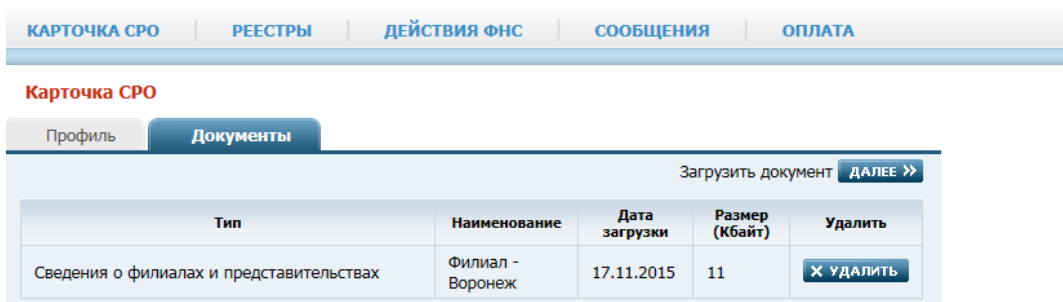 КАРТОЧКА СРО РЕЕСТРЫ ДЕЙСТВИЯ ФНС СООБЩЕНИЯ ОПЛАТА
Карточка СРО
Профиль Документы
Загрузить документ ДАЛЕЕ
Тип Наименование Дата загрузки Размер (Кбайт) Удалить
Сведения о филиалах и представительствах Филиал - Воронеж 17.11.2015 11 УДАЛИТЬ